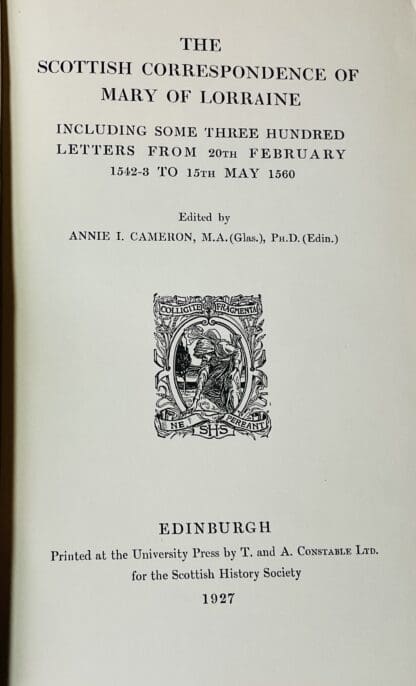 THE
SCOTTISH CORRESPONDENCE OF
MARY OF LORRAINE
INCLUDING SOME THREE HUNDRED
LETTERS FROM 20TH FEBRUARY
1542-3 TO 15TH MAY 1560
Edited by
ANNIE I. CAMERON, M.A. (Glas.), PH.D. (Edin.)
COLLIGITE FRAGMENTA
NE PEREANT
SHS
EDINBURGH
Printed at the University Press by T. and A. CONSTABLE LTD.
for the Scottish History Society
1927